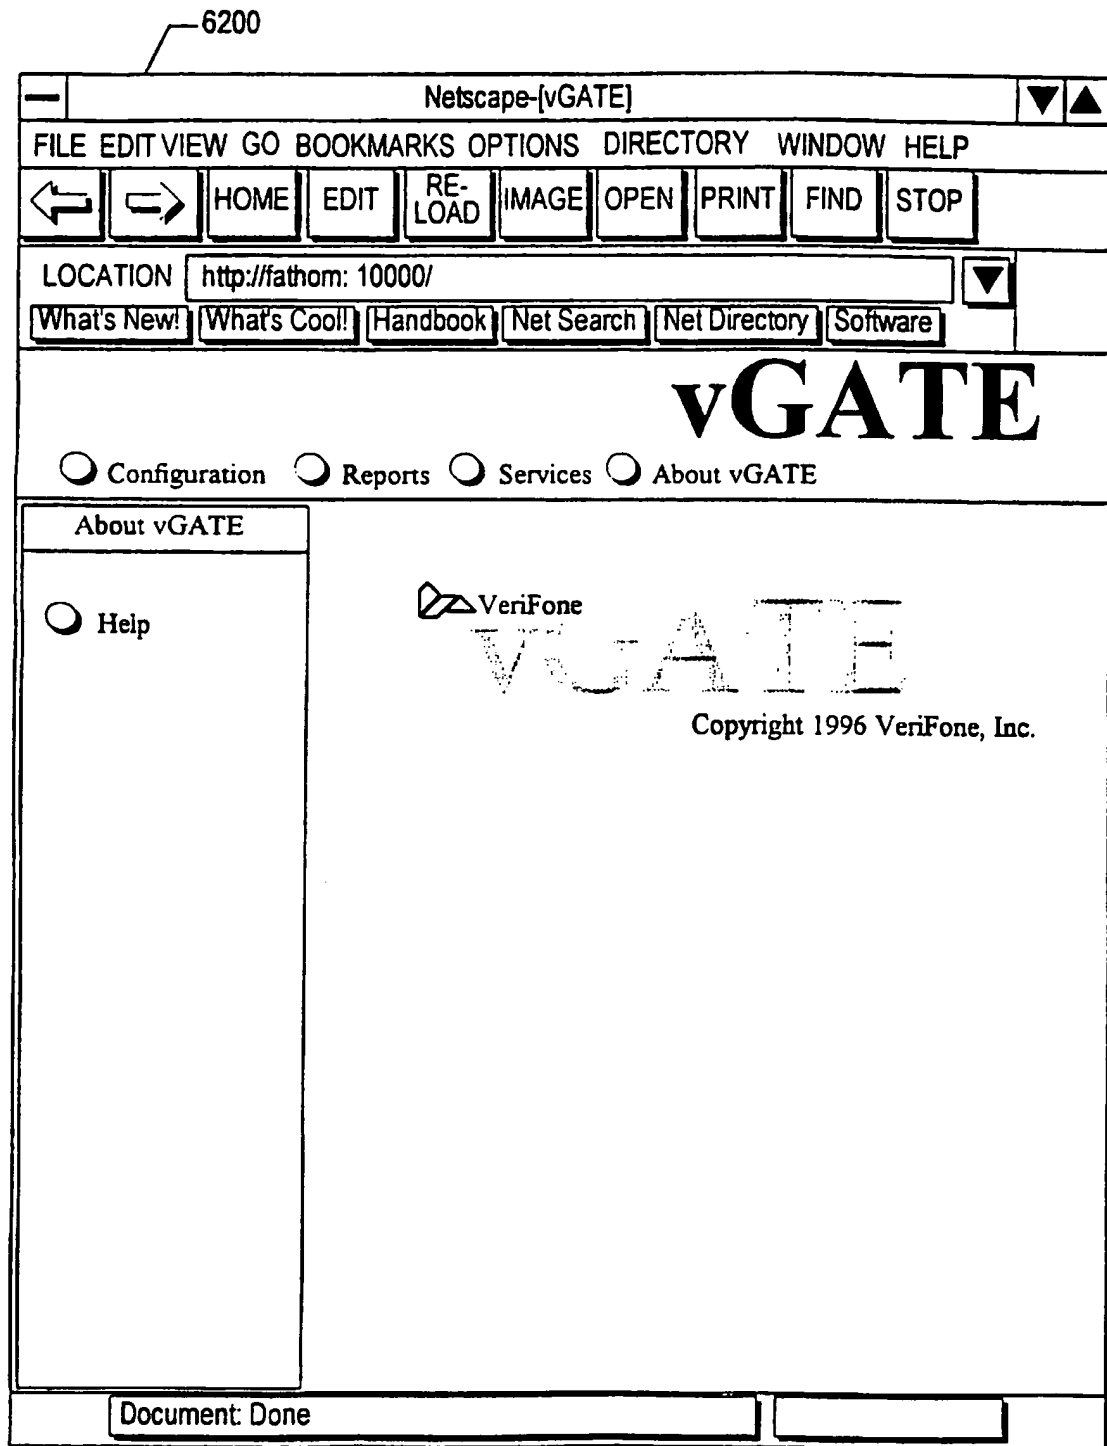 6200
Netscape-[vGATE]
FILE EDIT VIEW GO BOOKMARKS OPTIONS DIRECTORY WINDOW HELP
HOME EDIT RE-LOAD IMAGE OPEN PRINT FIND STOP
LOCATION http://fathom: 10000/
What's New! What's Cool! Handbook Net Search Net Directory Software
vGATE
Configuration Reports Services About vGATE
About vGATE
Help
VeriFone
vGATE
Copyright 1996 VeriFone, Inc.
Document: Done